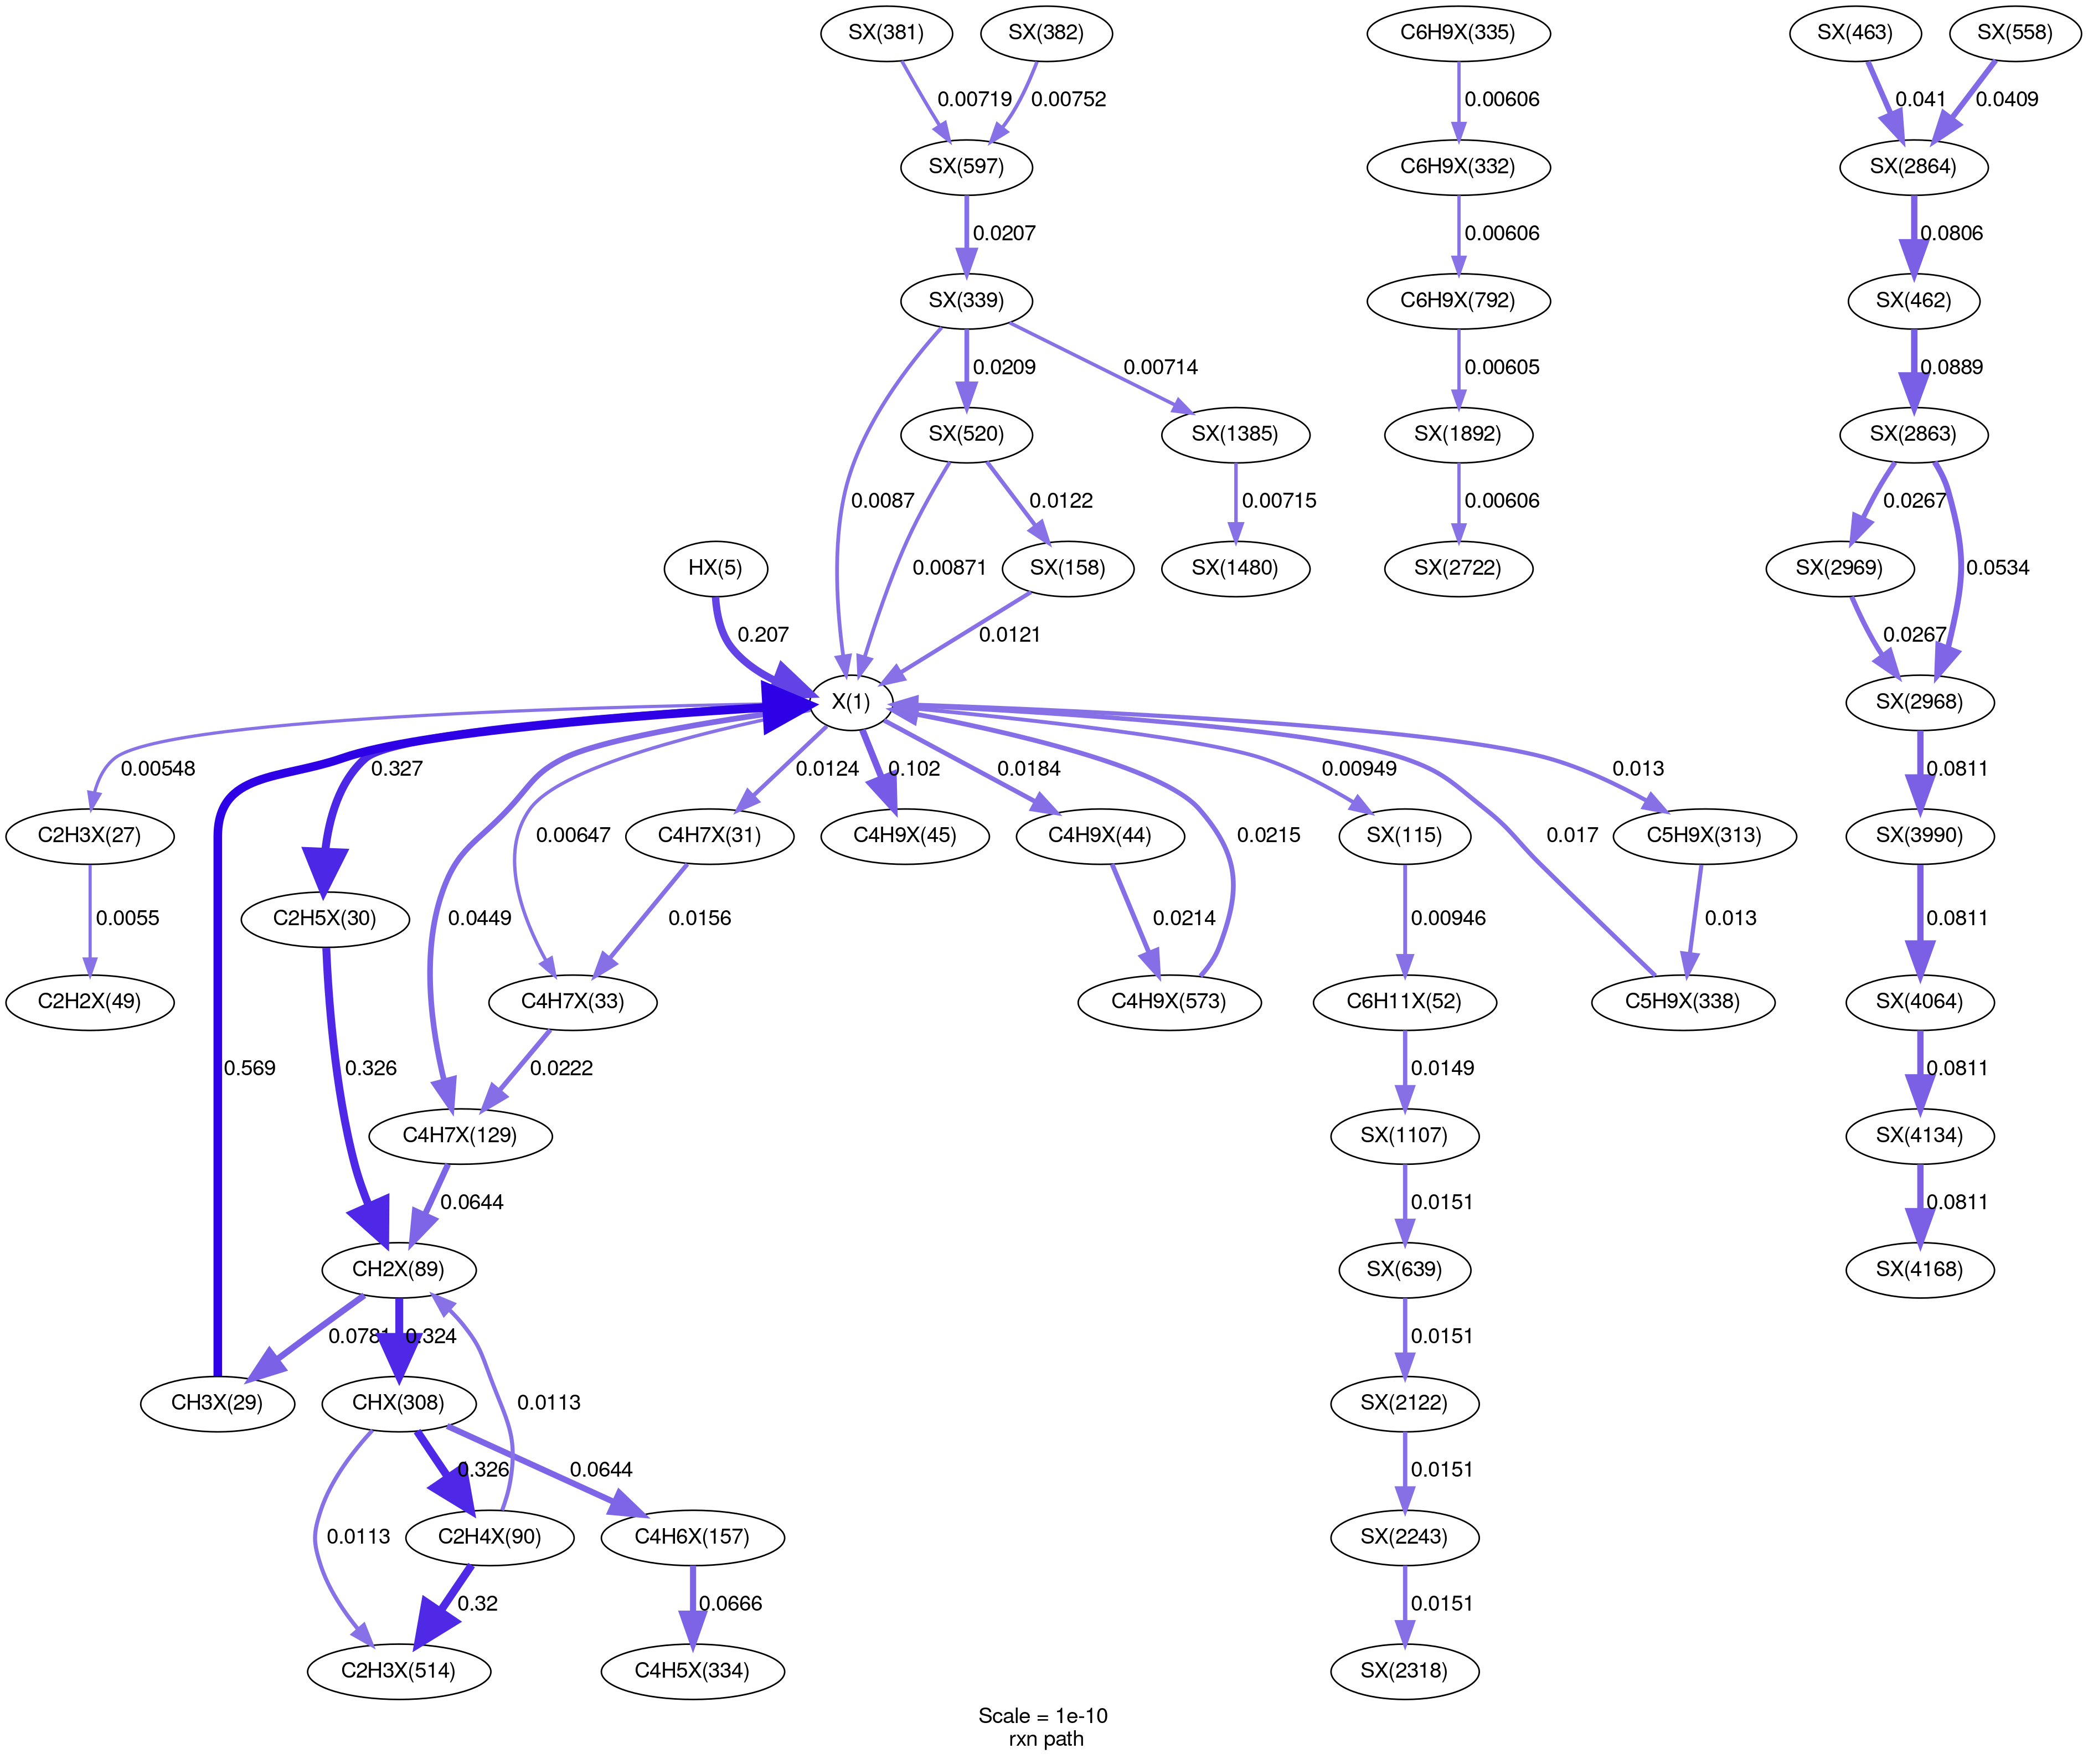 SX(381)
SX(382)
C6H9X(335)
SX(463)
SX(558)
0.00719
0.00752
0.00606
0.041
0.0409
SX(597)
C6H9X(332)
SX(2864)
0.0207
0.00606
0.0806
SX(339)
C6H9X(792)
SX(462)
0.0209
0.00714
0.00605
0.0889
SX(520)
SX(1385)
SX(1892)
SX(2863)
0.0087
0.0122
0.00715
0.00606
0.0267
HX(5)
0.00871
SX(158)
SX(1480)
SX(2722)
SX(2969)
0.0534
0.207
0.0121
0.0267
X(1)
SX(2968)
0.00548
0.327
0.0124
0.102
0.0184
0.00949
0.013
0.0811
C2H3X(27)
0.00647
C4H7X(31)
C4H9X(45)
C4H9X(44)
0.0215
SX(115)
0.017
C5H9X(313)
SX(3990)
0.0055
C2H5X(30)
0.0449
0.0156
0.0214
0.00946
0.013
0.0811
C2H2X(49)
C4H7X(33)
C4H9X(573)
C6H11X(52)
C5H9X(338)
SX(4064)
0.569
0.326
0.0222
0.0149
0.0811
C4H7X(129)
SX(1107)
SX(4134)
0.0644
0.0151
0.0811
CH2X(89)
SX(639)
SX(4168)
0.0781
0.324
0.0113
0.0151
CH3X(29)
CHX(308)
SX(2122)
0.326
0.0644
0.0151
0.0113
C2H4X(90)
C4H6X(157)
SX(2243)
0.32
0.0666
0.0151
C2H3X(514)
C4H5X(334)
SX(2318)
Scale = 1e-10
rxn path